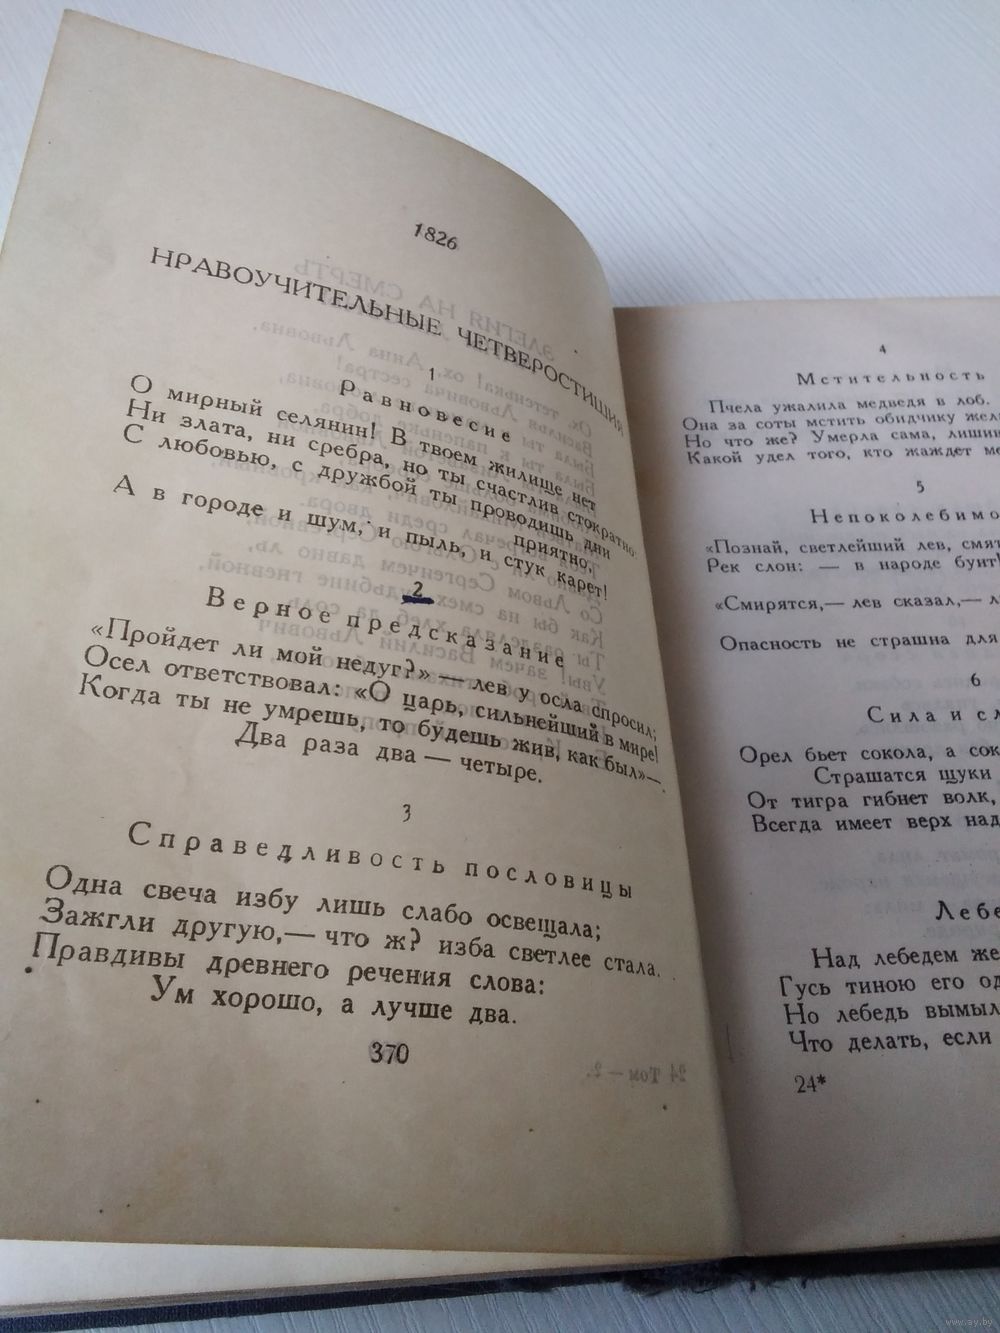 1826
НРАВОУЧИТЕЛЬНЫЕ ЧЕТВЕРОСТИШИЯ
1
Равновесие
О мирный селянин! В твоем жилище нет
Ни злата, ни сребра, но ты счастлив стократно:
С любовью, с дружбой ты проводишь дни
приятно,
А в городе и шум, и пыль, и стук карет!
2
Верное предсказание
«Пройдет ли мой недуг?» — лев у осла спросил;
Осел ответствовал: «О царь, сильнейший в мире!
Когда ты не умрешь, то будешь жив, как был» —
Два раза два — четыре.
3
Справедливость пословицы
Одна свеча избу лишь слабо освещала;
Зажгли другую, — что ж? изба светлее стала.
Правдивы древнего речения слова:
Ум хорошо, а лучше два.
370
4
Мстительность
Пчела ужалила медведя в лоб.
Она за соты мстить обидчику
Но что же? Умерла сама,
Какой удел того, кто жаждет
5
«Познай, светлейший лев,
Рек слон: — в народе бунт!
«Смирятся, — лев сказал, —
Опасность не страшна для
6
Сила и
Орел бьет сокола, а
Страшатся щуки
От тигра гибнет волк,
Всегда имеет верх
Над лебедем
Гусь тиною его
Но лебедь
Что делать, если
24*
www.ay.by